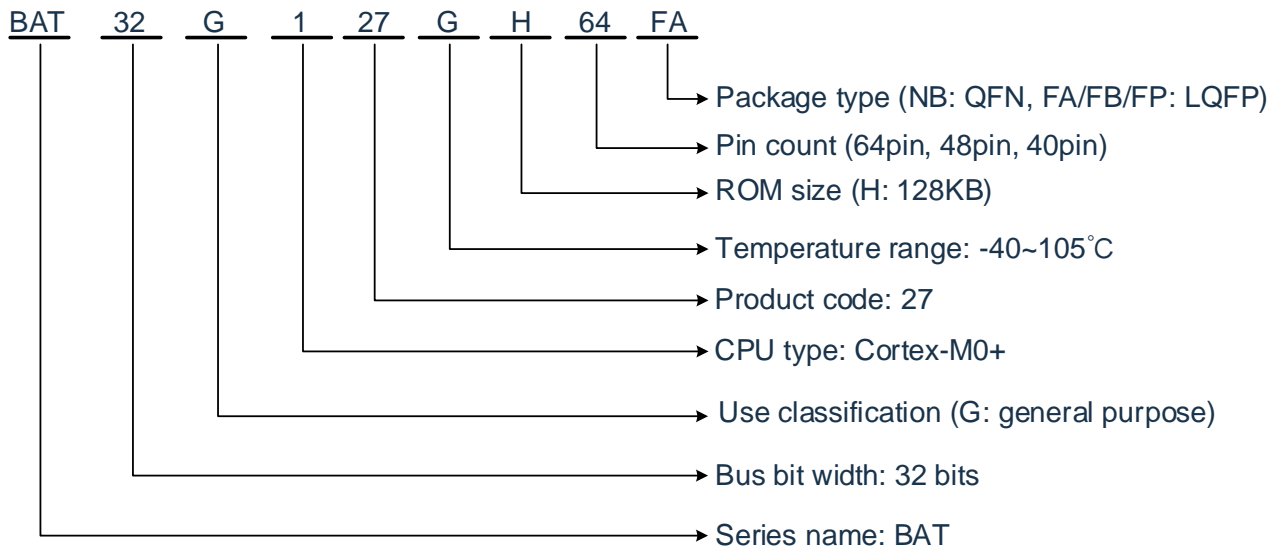 BAT 32 G 1 27 G H 64 FA
Package type (NB: QFN, FA/FB/FP: LQFP)
Pin count (64pin, 48pin, 40pin)
ROM size (H: 128KB)
Temperature range: -40~105°C
Product code: 27
CPU type: Cortex-M0+
Use classification (G: general purpose)
Bus bit width: 32 bits
Series name: BAT